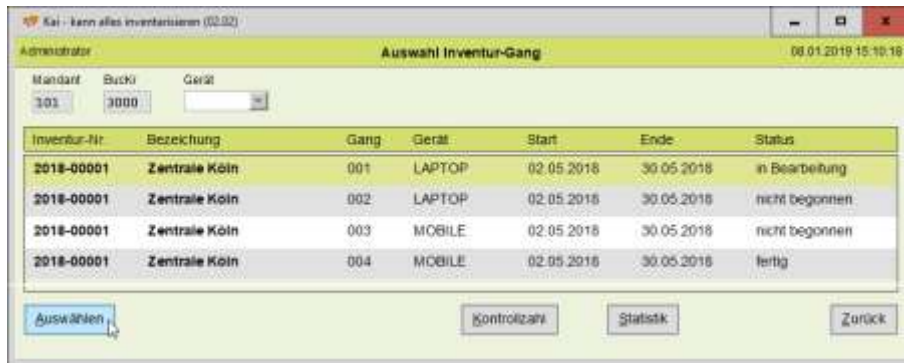 Kai - kann alles inventarisieren (02.02)
Administrator Auswahl Inventur-Gang 08.01.2019 15:10:18
Mandant BucKr Gerät
101 3000
Inventur-Nr. Bezeichung Gang Gerät Start Ende Status
2018-00001 Zentrale Köln 001 LAPTOP 02.05.2018 30.05.2018 in Bearbeitung
2018-00001 Zentrale Köln 002 LAPTOP 02.05.2018 30.05.2018 nicht begonnen
2018-00001 Zentrale Köln 003 MOBILE 02.05.2018 30.05.2018 nicht begonnen
2018-00001 Zentrale Köln 004 MOBILE 02.05.2018 30.05.2018 fertig
Auswählen Kontrollzahl Statistik Zurück